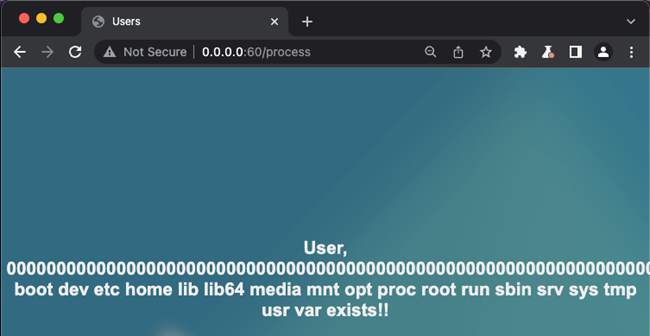 Users
Not Secure | 0.0.0.0:60/process
User,
0000000000000000000000000000000000000000000000000000000000000000
boot dev etc home lib lib64 media mnt opt proc root run sbin srv sys tmp
usr var exists!!